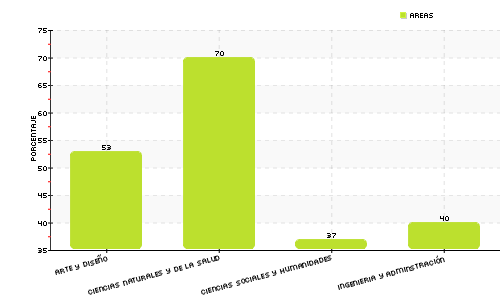 AREAS
75
70
65
60
55
50
45
40
35
PORCENTAJE
53
70
37
40
ARTE Y DISEÑO
CIENCIAS NATURALES Y DE LA SALUD
CIENCIAS SOCIALES Y HUMANIDADES
INGENIERIA Y ADMINSTRACIÓN